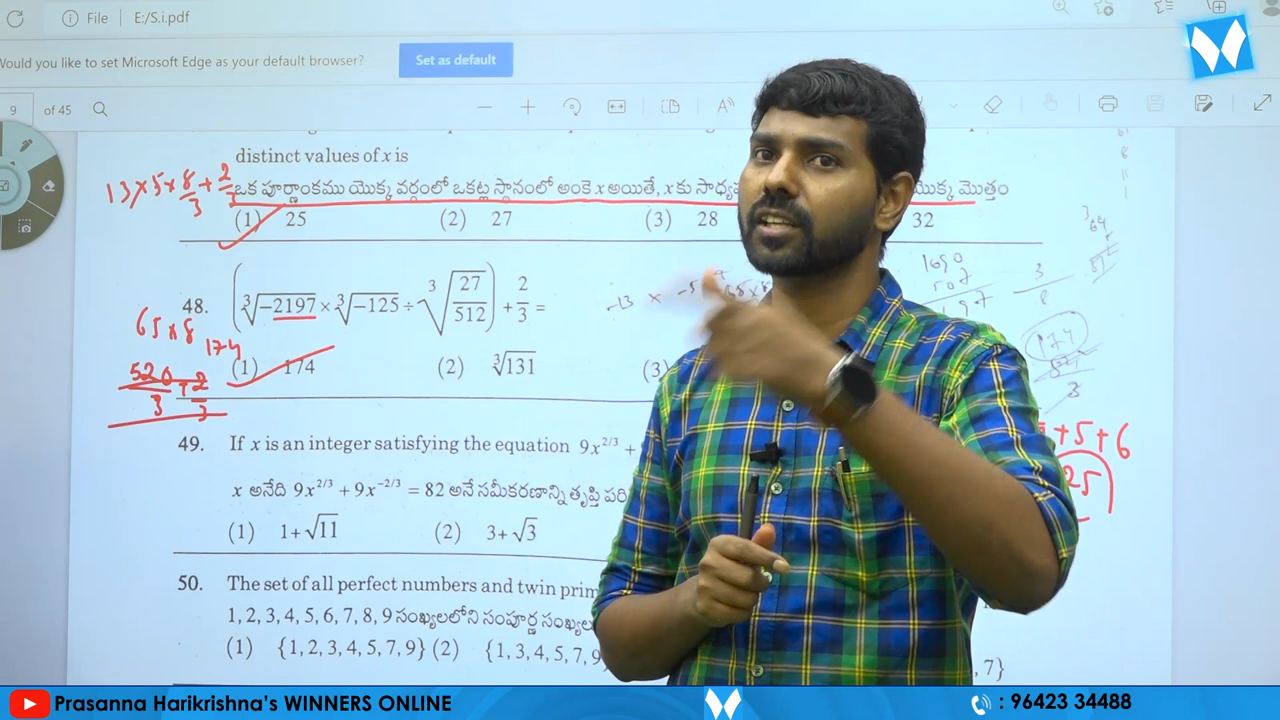 File E:/S.i.pdf
Would you like to set Microsoft Edge as your default browser? Set as default
9 of 45
distinct values of x is
13×5×8/3+2/3
ఒక పూర్ణాంకము యొక్క వర్గంలో ఒకట్ల స్థానంలో అంకె x అయితే, x కు సాధ్య మొక్క మొత్తం
(1) 25 (2) 27 (3) 28 32
48. (∛-2197 × ∛-125 ÷ ∛27/512) + 2/3 =
65×8
174
520/3+2/3
(1) 174 (2) ∛131 (3)
174
+5+6
25
49. If x is an integer satisfying the equation 9x^2/3 +
x అనేది 9x^2/3 + 9x^-2/3 = 82 అనే సమీకరణాన్ని తృప్తి పరి
(1) 1+√11 (2) 3+√3
50. The set of all perfect numbers and twin prim
1, 2, 3, 4, 5, 6, 7, 8, 9 సంఖ్యలలోని సంపూర్ణ సంఖ్యల
(1) {1, 2, 3, 4, 5, 7, 9} (2) {1, 3, 4, 5, 7, 9 , 7}
Prasanna Harikrishna's WINNERS ONLINE : 96423 34488